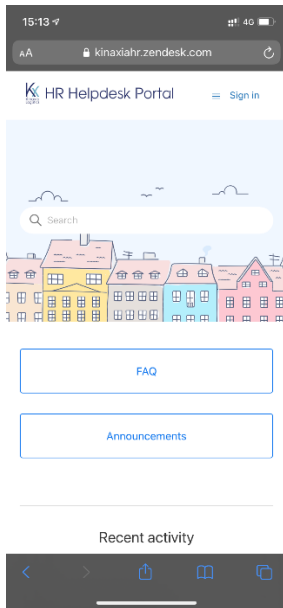 15:13
4G
AA
kinaxiahr.zendesk.com
HR Helpdesk Portal
Sign in
Search
FAQ
Announcements
Recent activity